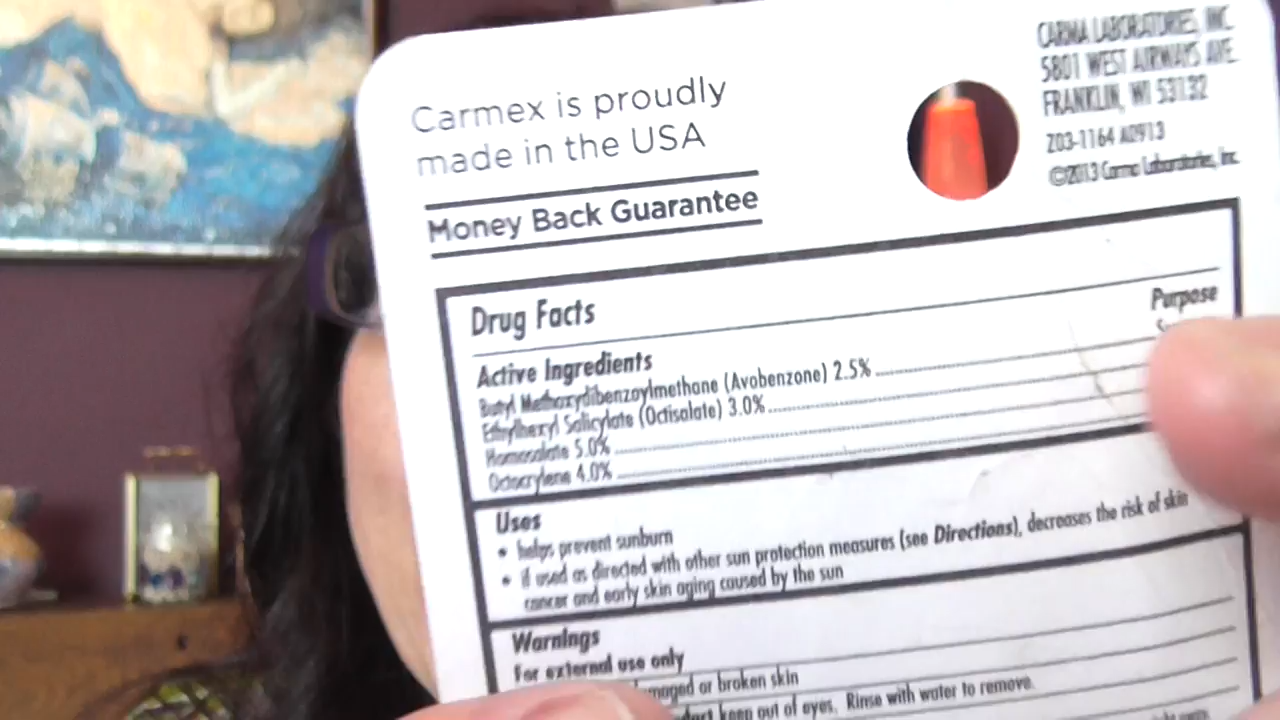 Carmex is proudly
made in the USA
Money Back Guarantee
CARMA LABORATORIES, INC.
5801 WEST AIRWAYS AVE.
FRANKLIN, WI 53132
Z03-1164 A0913
©2013 Carma Laboratories, Inc.
Drug Facts
Active Ingredients
Purpose
Butyl Methoxydibenzoylmethane (Avobenzone) 2.5%
Ethylhexyl Salicylate (Octisalate) 3.0%
Homosalate 5.0%
Octocrylene 4.0%
Uses
• helps prevent sunburn
• if used as directed with other sun protection measures (see Directions), decreases the risk of skin
cancer and early skin aging caused by the sun
Warnings
For external use only
or broken skin
keep out of eyes. Rinse with water to remove.